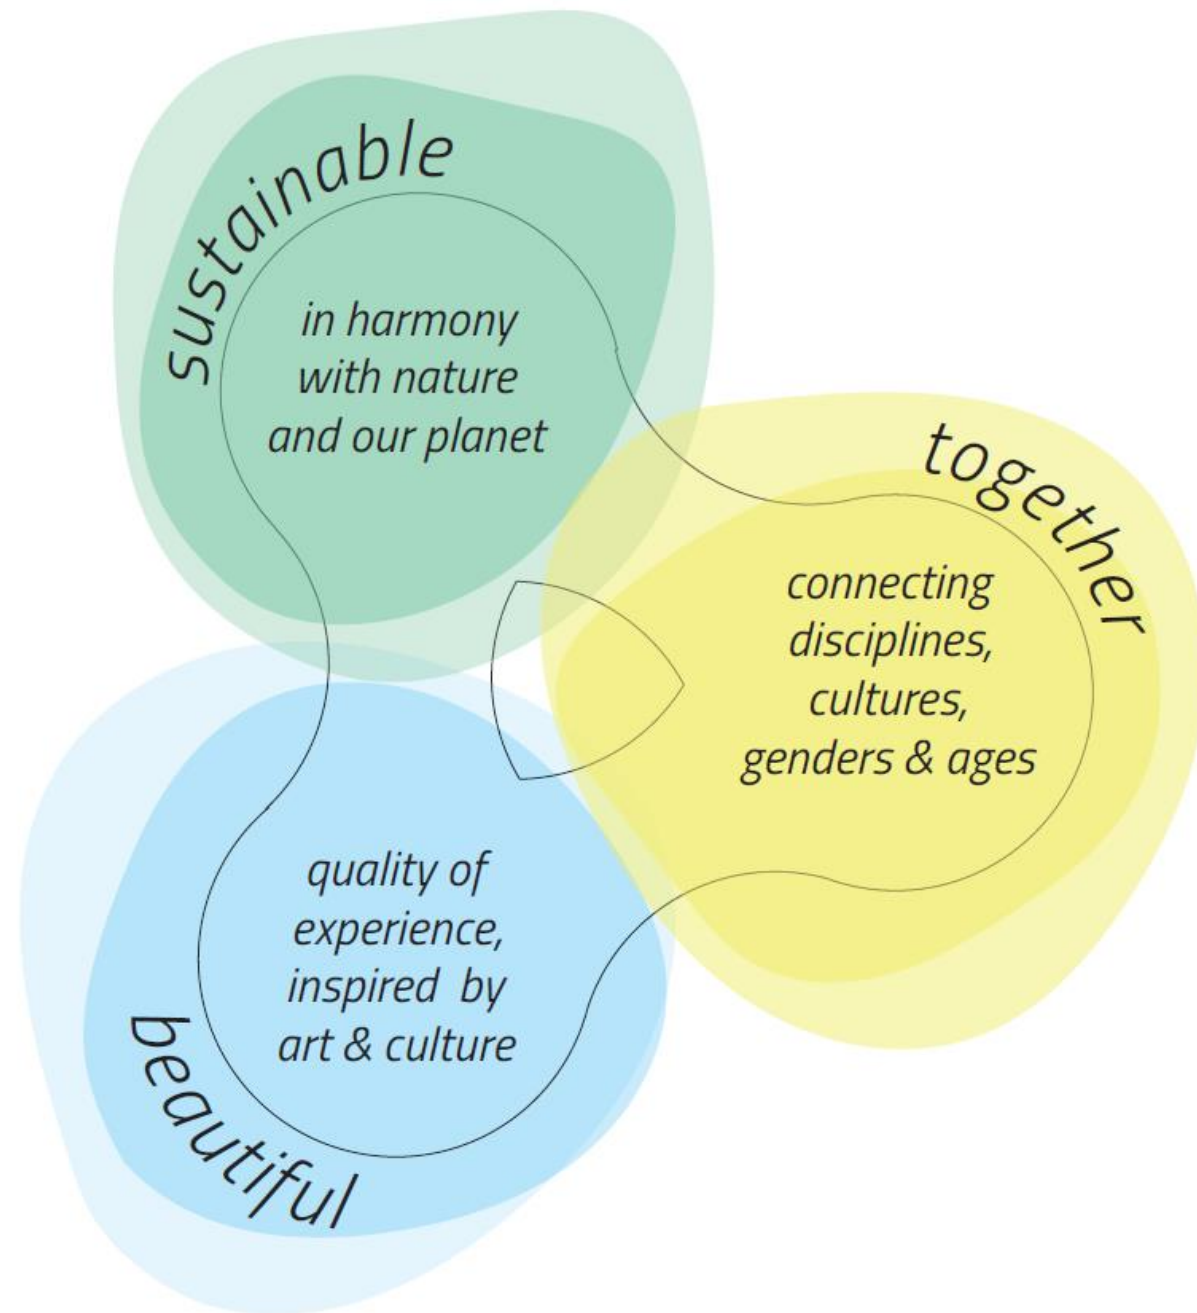 sustainable
in harmony
with nature
and our planet
together
connecting
disciplines,
cultures,
genders & ages
quality of
experience,
inspired by
art & culture
beautiful